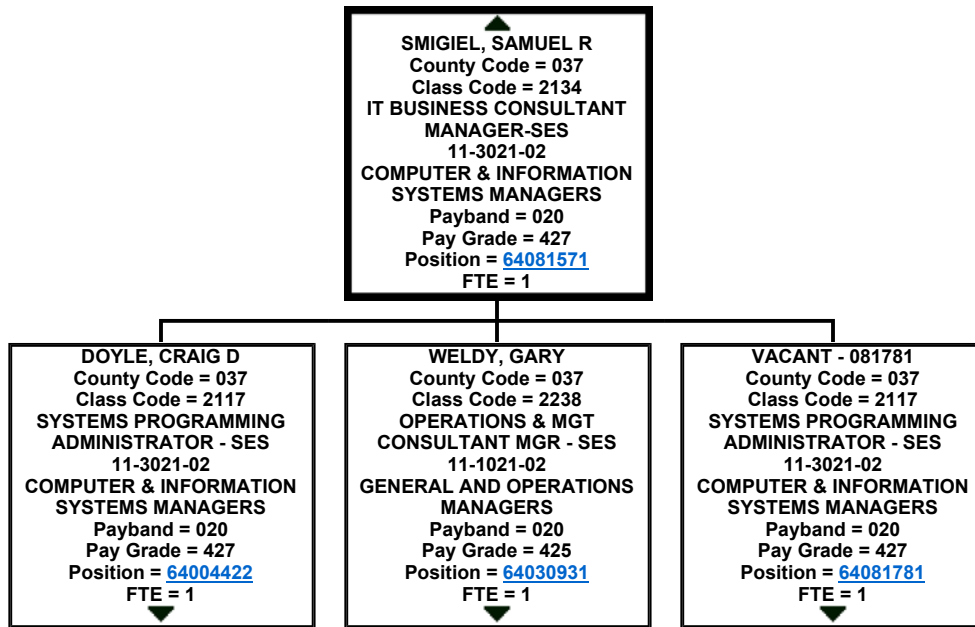 SMIGIEL, SAMUEL R
County Code = 037
Class Code = 2134
IT BUSINESS CONSULTANT
MANAGER-SES
11-3021-02
COMPUTER & INFORMATION
SYSTEMS MANAGERS
Payband = 020
Pay Grade = 427
Position = 64081571
FTE = 1
DOYLE, CRAIG D
County Code = 037
Class Code = 2117
SYSTEMS PROGRAMMING
ADMINISTRATOR - SES
11-3021-02
COMPUTER & INFORMATION
SYSTEMS MANAGERS
Payband = 020
Pay Grade = 427
Position = 64004422
FTE = 1
WELDY, GARY
County Code = 037
Class Code = 2238
OPERATIONS & MGT
CONSULTANT MGR - SES
11-1021-02
GENERAL AND OPERATIONS
MANAGERS
Payband = 020
Pay Grade = 425
Position = 64030931
FTE = 1
VACANT - 081781
County Code = 037
Class Code = 2117
SYSTEMS PROGRAMMING
ADMINISTRATOR - SES
11-3021-02
COMPUTER & INFORMATION
SYSTEMS MANAGERS
Payband = 020
Pay Grade = 427
Position = 64081781
FTE = 1